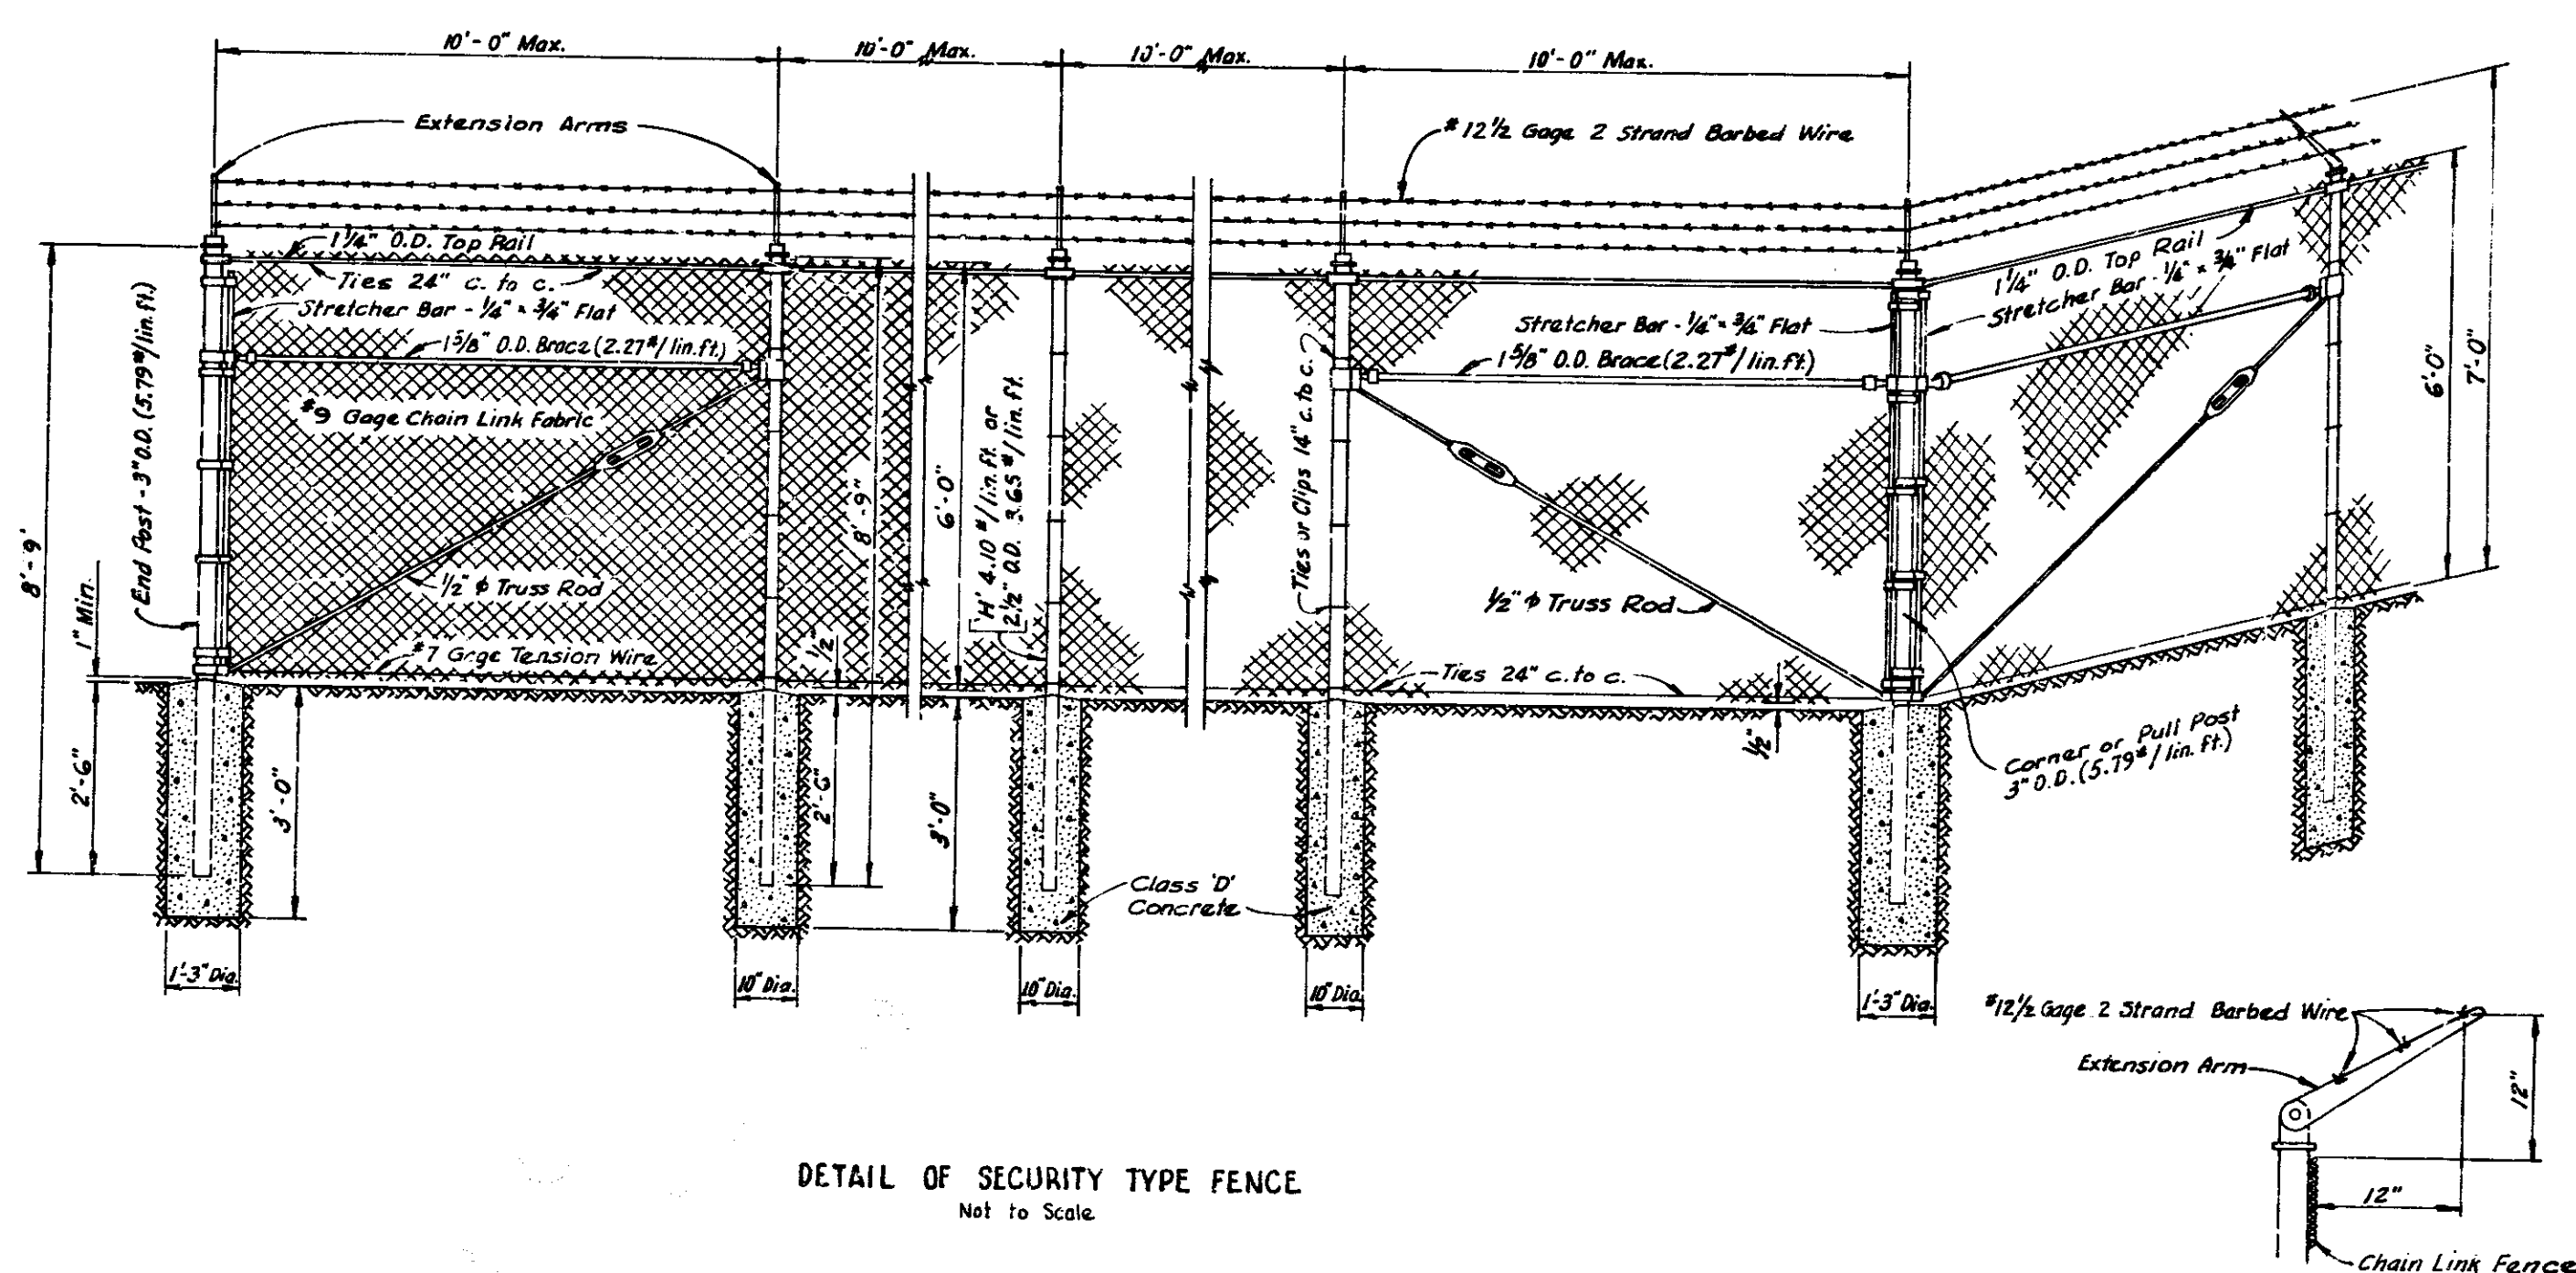 10'-0" Max.
10'-0" Max.
10'-0" Max.
10'-0" Max.
Extension Arms
#12½ Gage 2 Strand Barbed Wire
1¼" O.D. Top Rail
Ties 24" c. to c.
Stretcher Bar - ¼" x ¾" Flat
1⅝" O.D. Brace (2.27#/lin.ft.)
#9 Gage Chain Link Fabric
½" φ Truss Rod
#7 Gage Tension Wire
8'-9'
1" Min.
2'-6"
End Post - 3" O.D. (5.79#/lin.ft.)
3'-0"
1'-3" Dia.
10" Dia.
½"
2'-6"
8'-9"
6'-0"
3'-0"
'H' 4.10 #/lin.ft. or
2½" O.D. 3.65 #/lin.ft.
10" Dia.
Class 'D'
Concrete
Ties or Clips 14" c. to c.
10" Dia.
Stretcher Bar - ¼" x ¾" Flat
1⅝" O.D. Brace (2.27#/lin.ft.)
½" φ Truss Rod
Ties 24" c. to c.
½"
1'-3" Dia.
1¼" O.D. Top Rail
Stretcher Bar - ¼" x ¾" Flat
6'-0"
7'-0"
Corner or Pull Post
3" O.D. (5.79#/lin.ft.)
#12½ Gage 2 Strand Barbed Wire
Extension Arm
12"
12"
Chain Link Fence
DETAIL OF SECURITY TYPE FENCE
Not to Scale